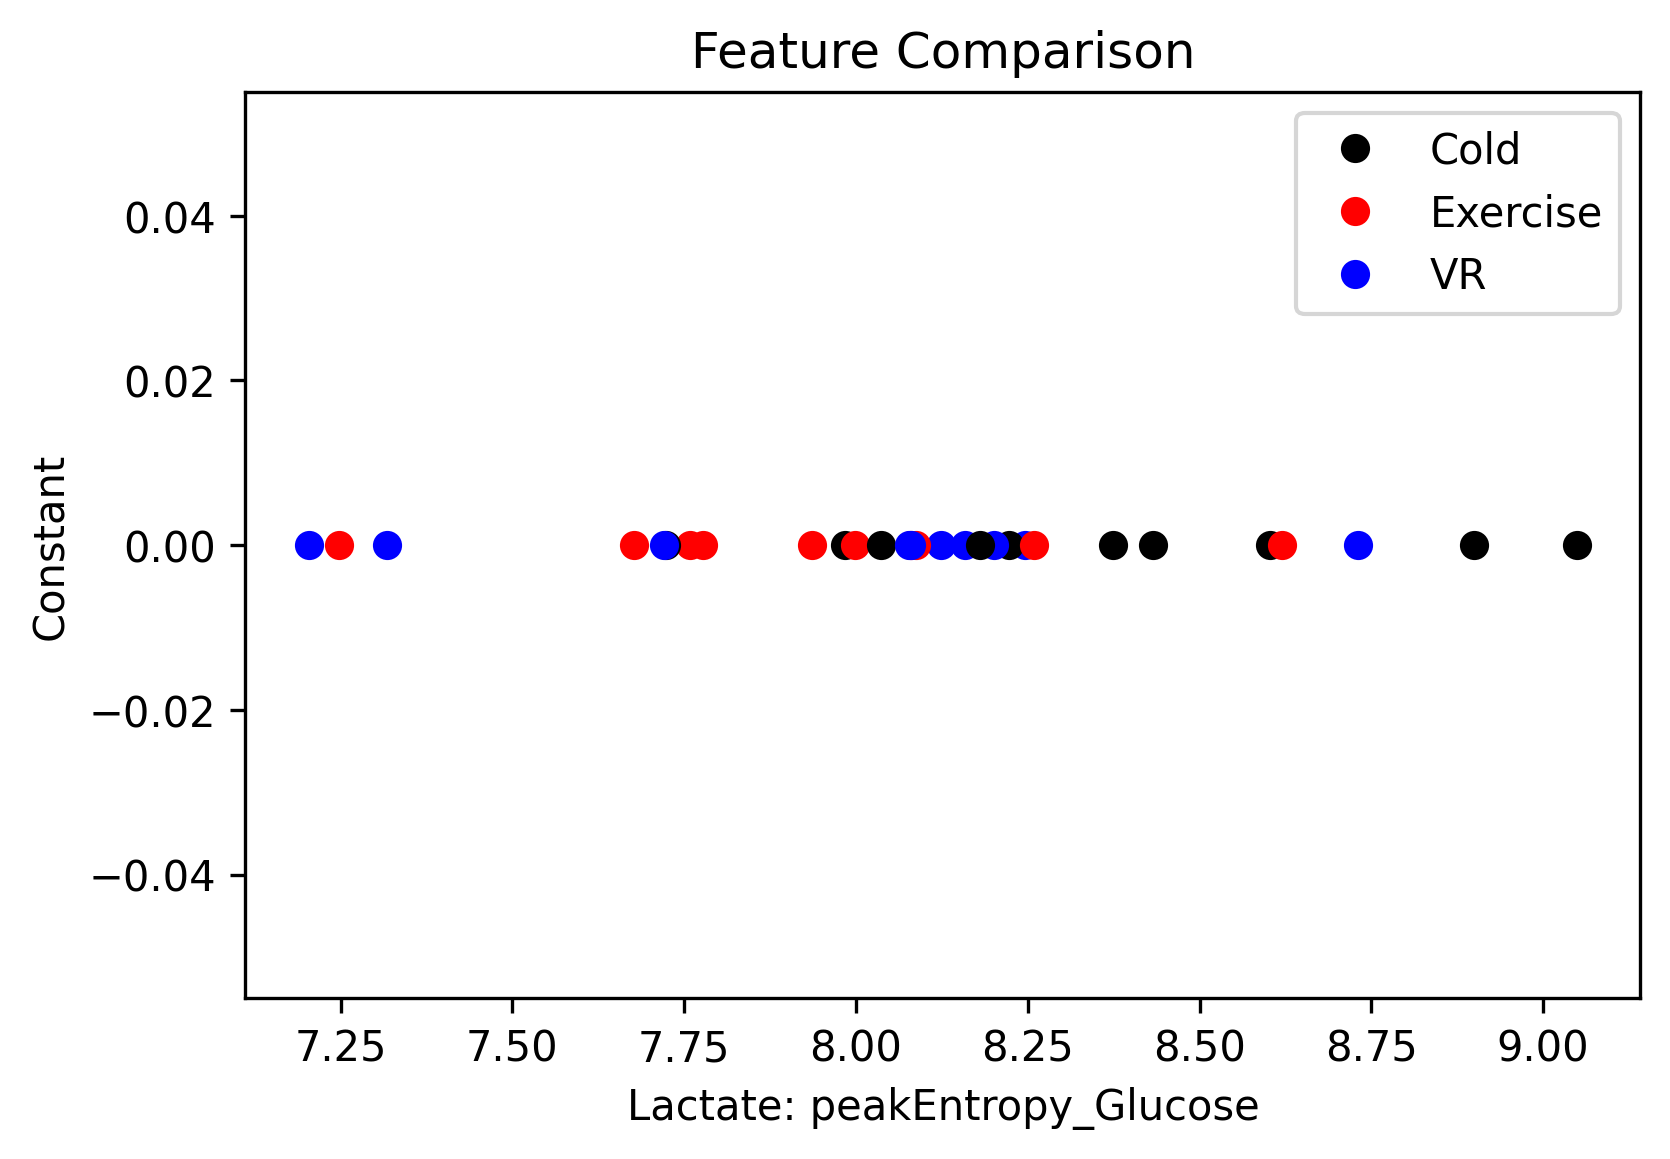 Feature Comparison
Cold
Exercise
VR
0.04
0.02
0.00
−0.02
−0.04
Constant
7.25 7.50 7.75 8.00 8.25 8.50 8.75 9.00
Lactate: peakEntropy_Glucose